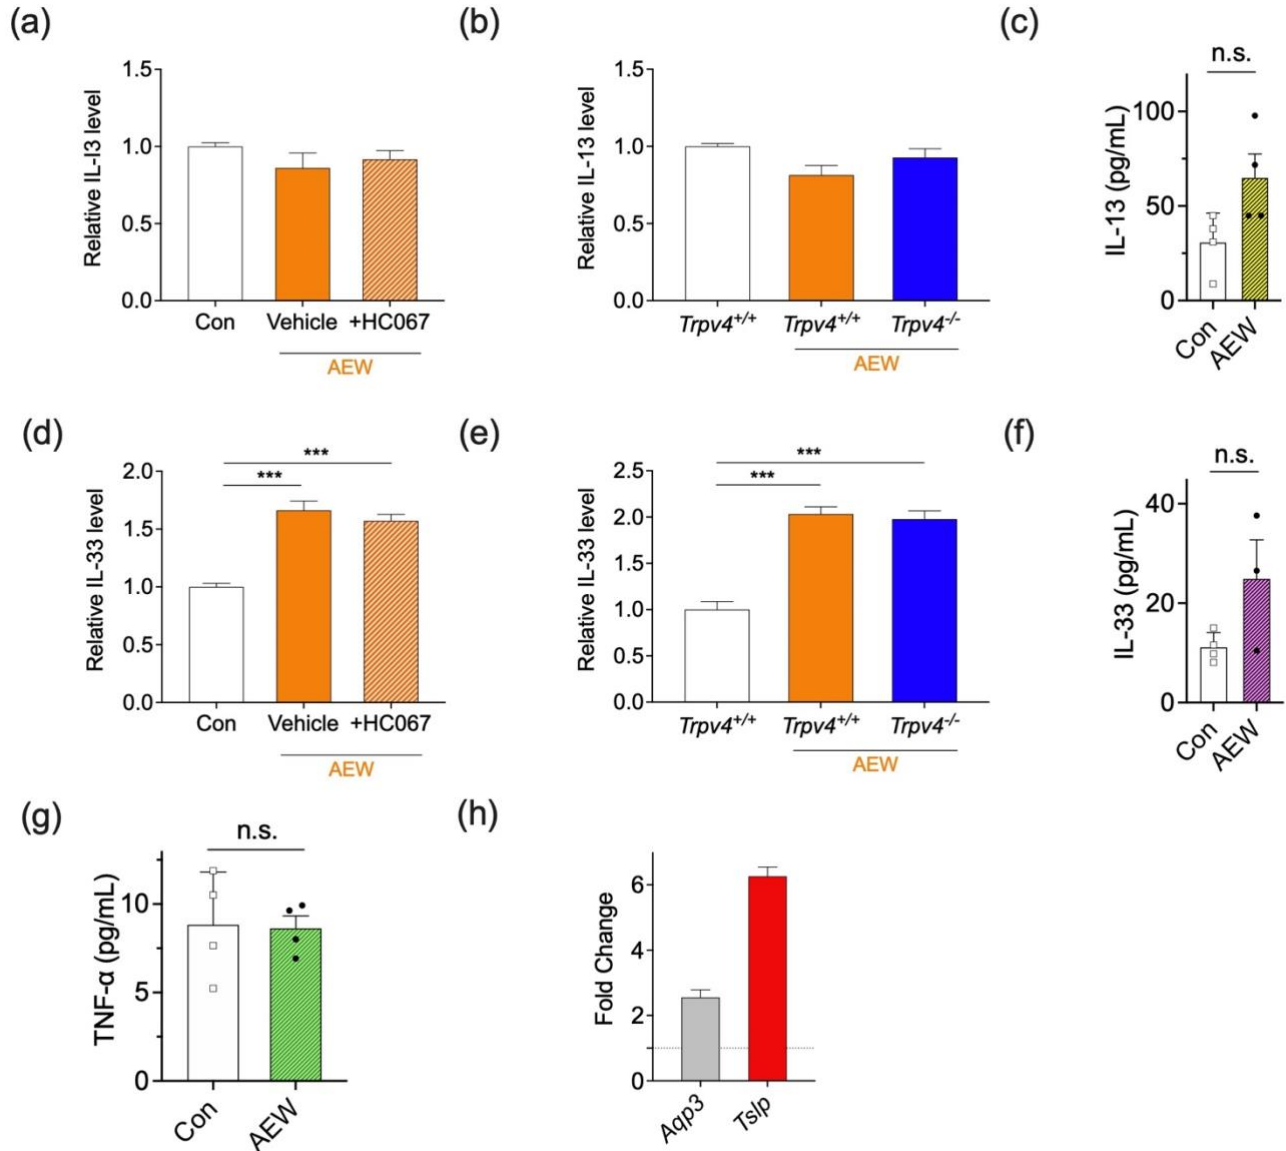 (a)
Relative IL-I3 level
1.5
1.0
0.5
0.0
Con Vehicle +HC067
AEW
(b)
Relative IL-13 level
1.5
1.0
0.5
0.0
Trpv4+/+ Trpv4+/+ Trpv4-/-
AEW
(c)
n.s.
IL-13 (pg/mL)
100
50
0
Con AEW
(d)
Relative IL-33 level
2.0
1.5
1.0
0.5
0.0
***
***
Con Vehicle +HC067
AEW
(e)
Relative IL-33 level
2.5
2.0
1.5
1.0
0.5
0.0
***
***
Trpv4+/+ Trpv4+/+ Trpv4-/-
AEW
(f)
n.s.
IL-33 (pg/mL)
40
20
0
Con AEW
(g)
n.s.
TNF-α (pg/mL)
10
5
0
Con AEW
(h)
Fold Change
6
4
2
0
Aqp3 Tslp